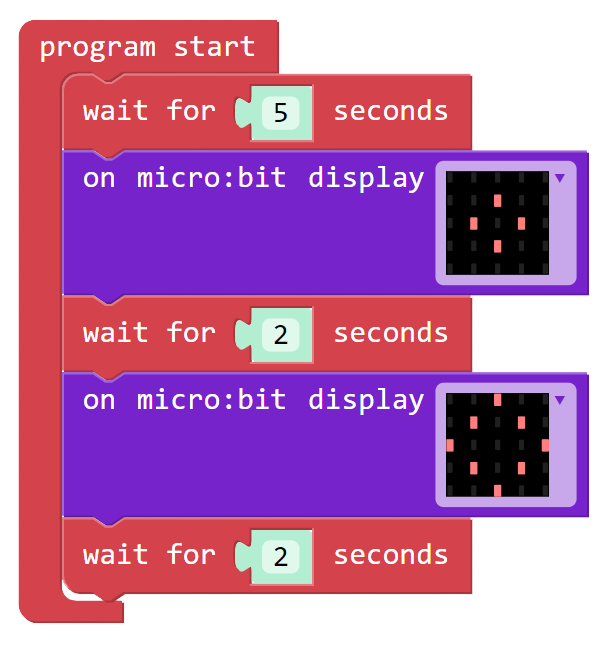 program start
wait for 5 seconds
on micro:bit display
wait for 2 seconds
on micro:bit display
wait for 2 seconds